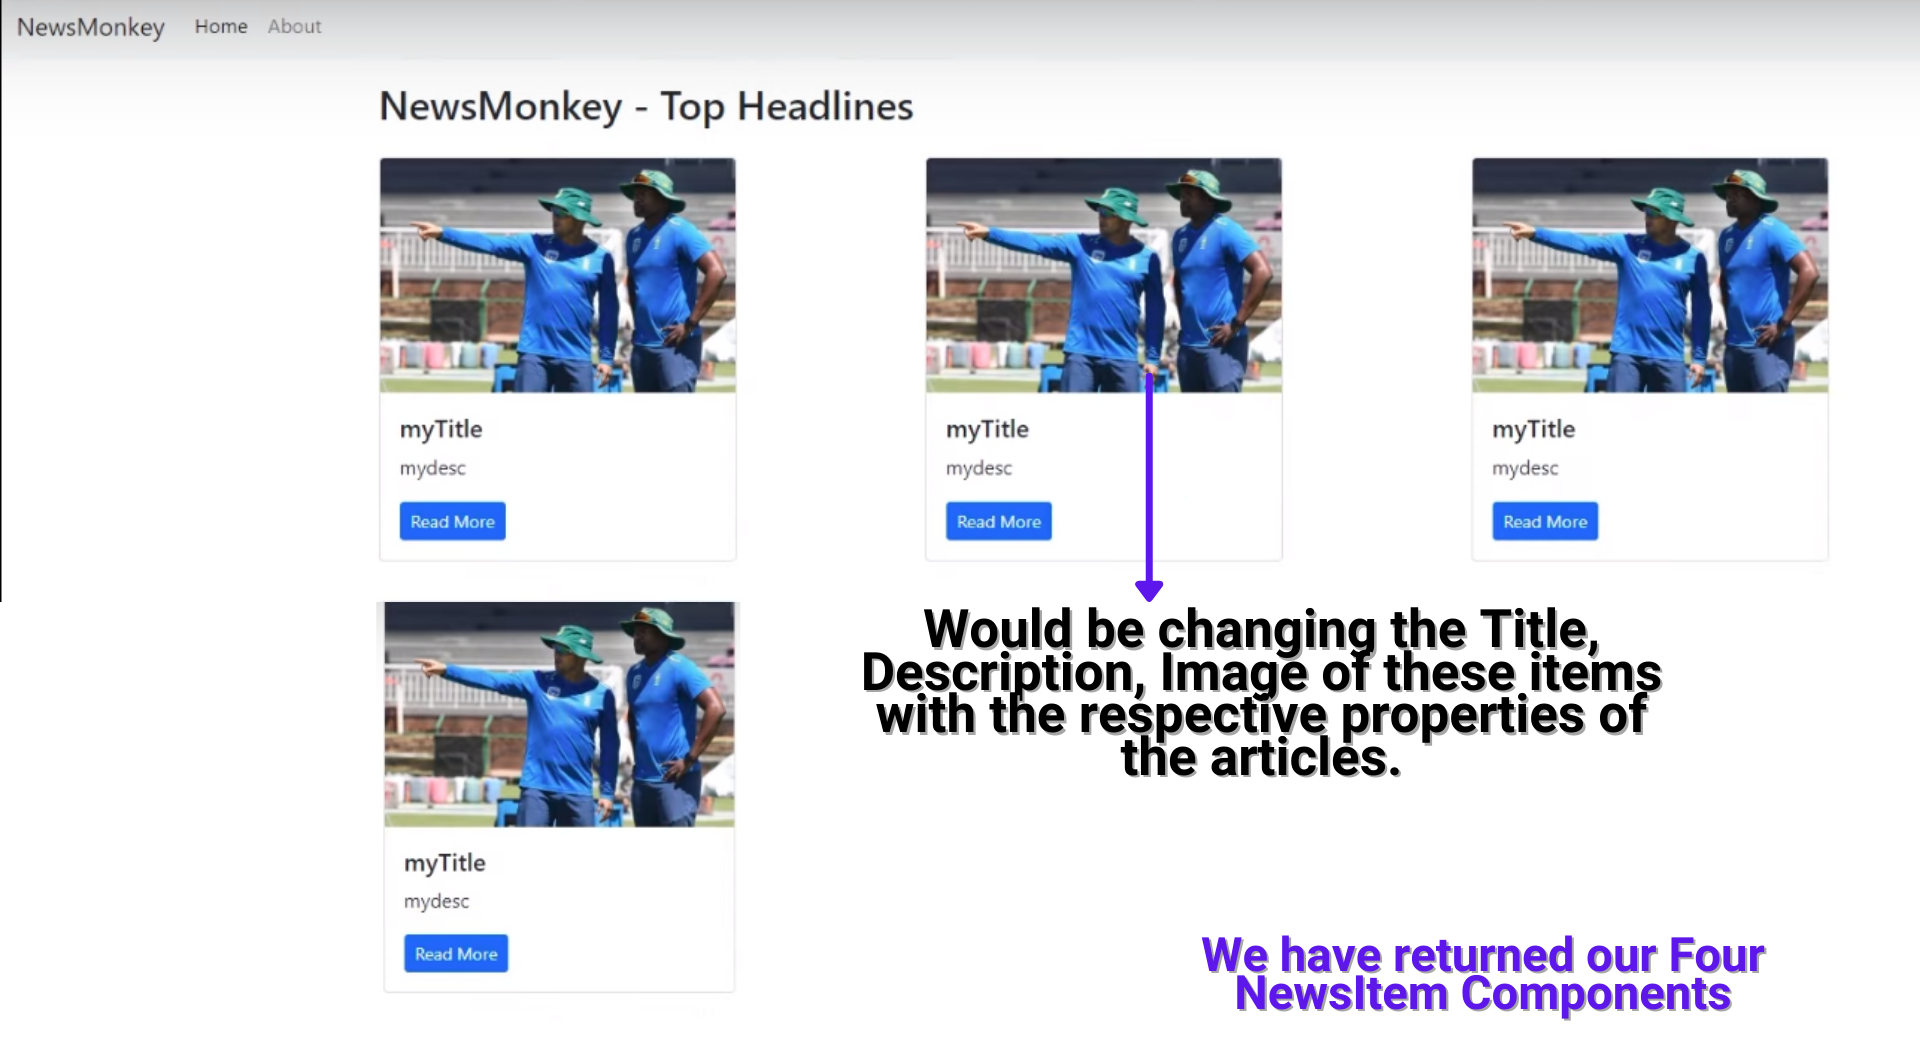 NewsMonkey Home About
NewsMonkey - Top Headlines
myTitle
mydesc
Read More
myTitle
mydesc
Read More
myTitle
mydesc
Read More
myTitle
mydesc
Read More
Would be changing the Title,
Description, Image of these items
with the respective properties of
the articles.
We have returned our Four
NewsItem Components